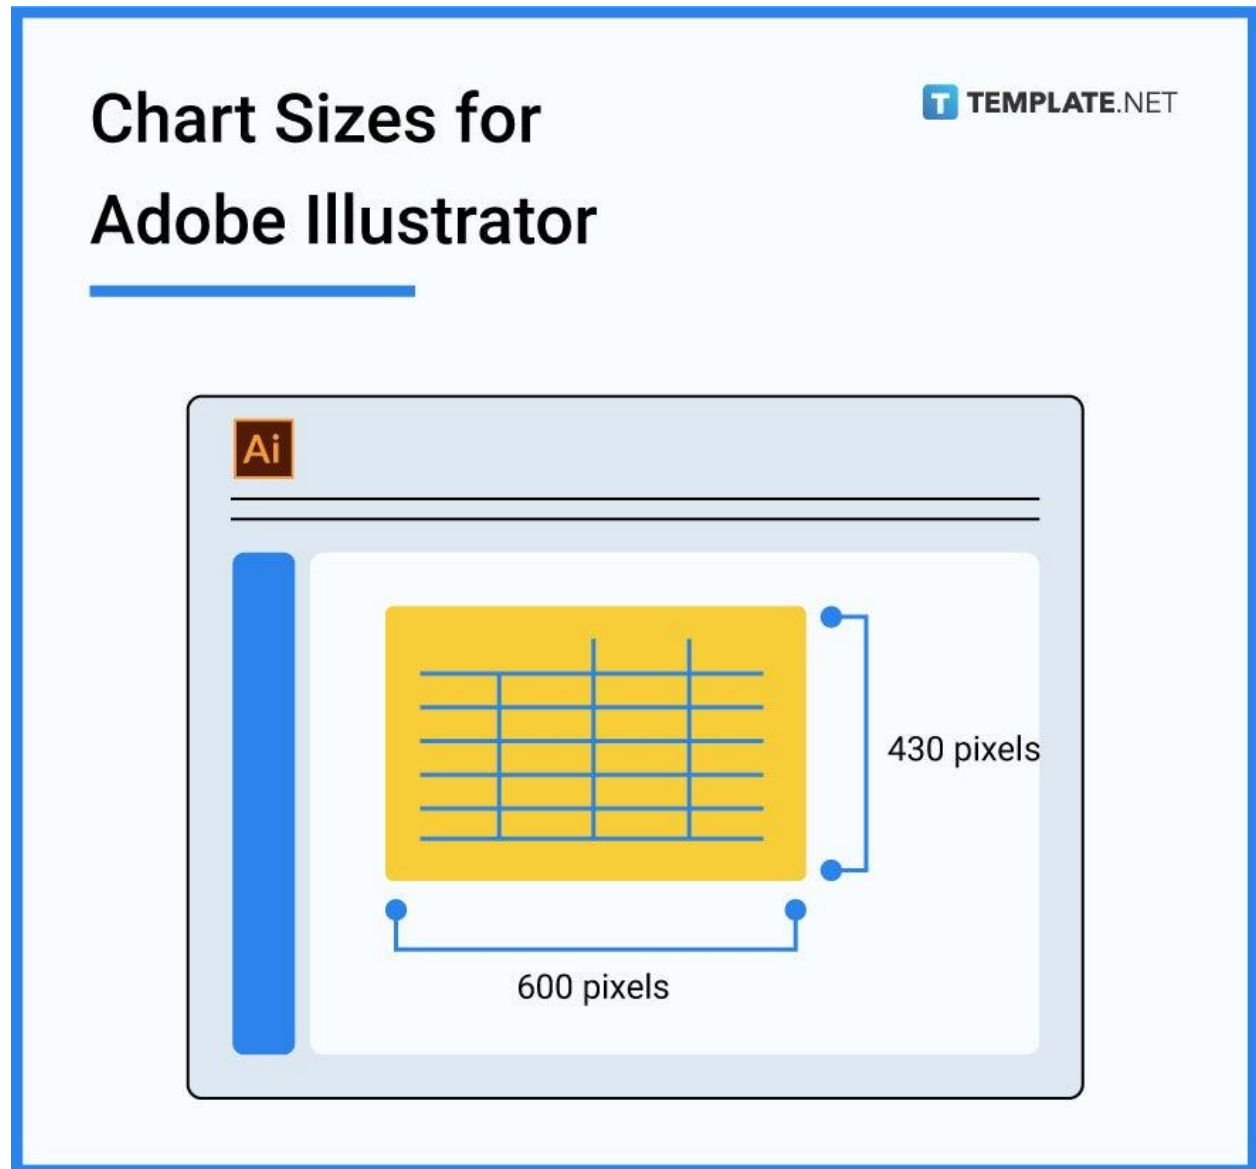 Chart Sizes for
Adobe Illustrator
T TEMPLATE.NET
Ai
430 pixels
600 pixels